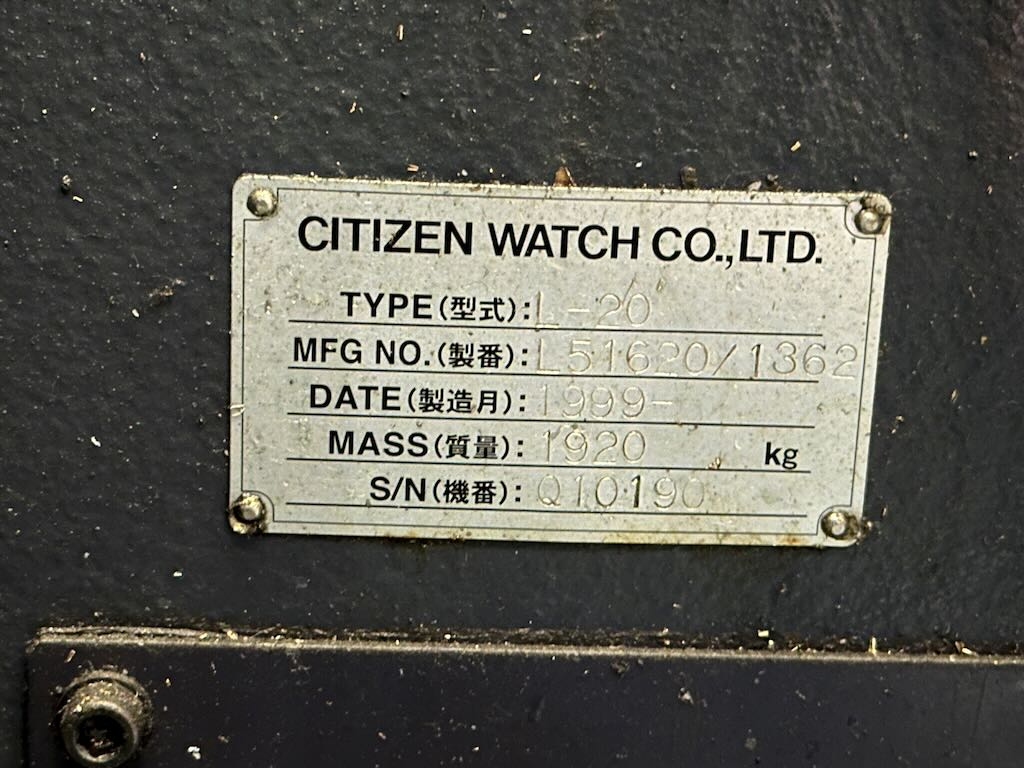 CITIZEN WATCH CO.,LTD.
TYPE(型式): L-20
MFG NO.(製番): L51620/1362
DATE(製造月): 1999-
MASS(質量): 1920 kg
S/N(機番): Q10190